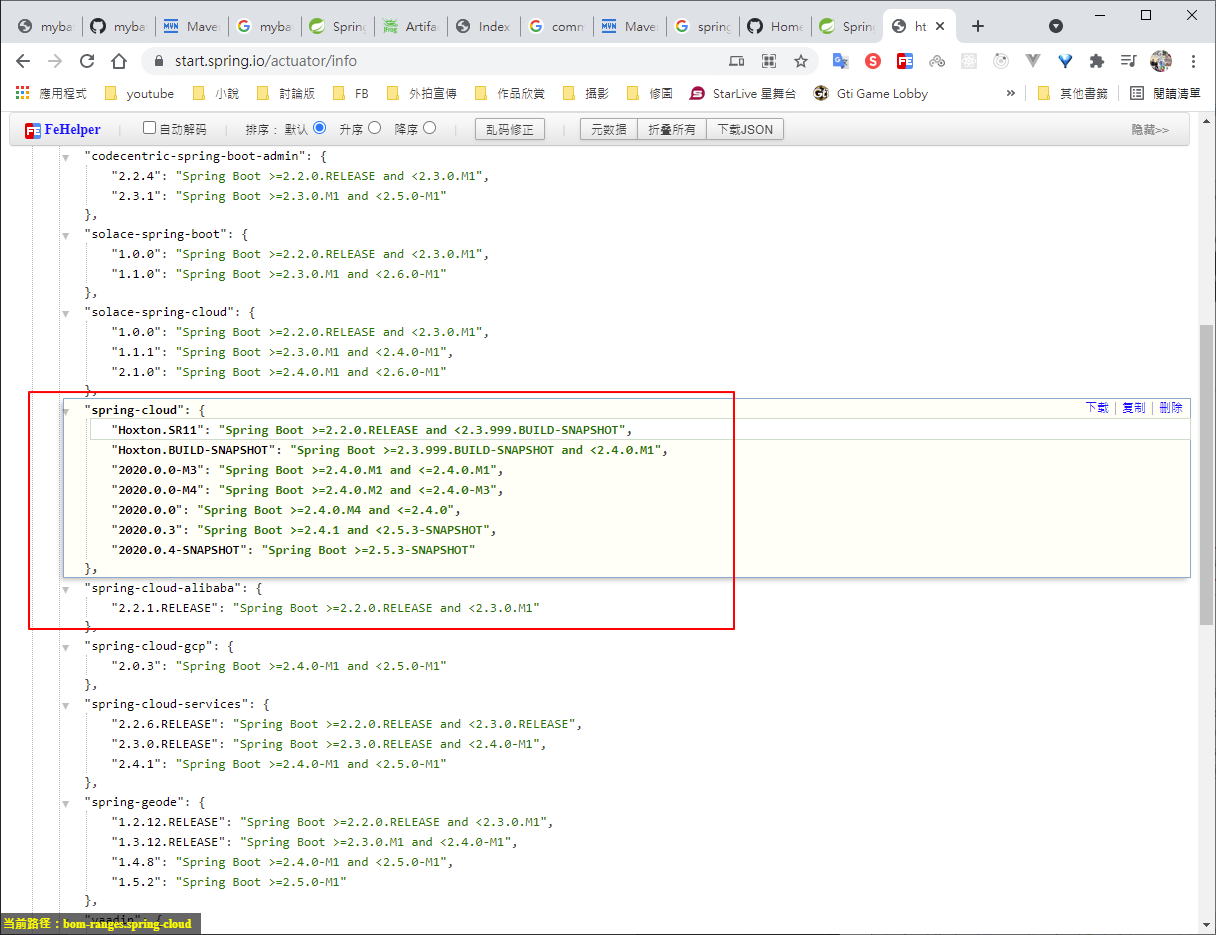 myba
myba
Mave
myba
Spring
Artifa
Index
comm
Mave
spring
Home
Spring
ht
start.spring.io/actuator/info
應用程式
youtube
小說
討論版
FB
外拍宣傳
作品欣賞
攝影
修圖
StarLive 星舞台
Gti Game Lobby
»
其他書籤
閱讀清單
FeHelper
自动解码
排序： 默认
升序
降序
乱码修正
元数据
折叠所有
下载JSON
隐藏>>
"codecentric-spring-boot-admin": {
"2.2.4": "Spring Boot >=2.2.0.RELEASE and <2.3.0.M1",
"2.3.1": "Spring Boot >=2.3.0.M1 and <2.5.0-M1"
},
"solace-spring-boot": {
"1.0.0": "Spring Boot >=2.2.0.RELEASE and <2.3.0.M1",
"1.1.0": "Spring Boot >=2.3.0.M1 and <2.6.0-M1"
},
"solace-spring-cloud": {
"1.0.0": "Spring Boot >=2.2.0.RELEASE and <2.3.0.M1",
"1.1.1": "Spring Boot >=2.3.0.M1 and <2.4.0-M1",
"2.1.0": "Spring Boot >=2.4.0.M1 and <2.6.0-M1"
},
"spring-cloud": {
下载 | 复制 | 删除
"Hoxton.SR11": "Spring Boot >=2.2.0.RELEASE and <2.3.999.BUILD-SNAPSHOT",
"Hoxton.BUILD-SNAPSHOT": "Spring Boot >=2.3.999.BUILD-SNAPSHOT and <2.4.0.M1",
"2020.0.0-M3": "Spring Boot >=2.4.0.M1 and <=2.4.0.M1",
"2020.0.0-M4": "Spring Boot >=2.4.0.M2 and <=2.4.0-M3",
"2020.0.0": "Spring Boot >=2.4.0.M4 and <=2.4.0",
"2020.0.3": "Spring Boot >=2.4.1 and <2.5.3-SNAPSHOT",
"2020.0.4-SNAPSHOT": "Spring Boot >=2.5.3-SNAPSHOT"
},
"spring-cloud-alibaba": {
"2.2.1.RELEASE": "Spring Boot >=2.2.0.RELEASE and <2.3.0.M1"
},
"spring-cloud-gcp": {
"2.0.3": "Spring Boot >=2.4.0-M1 and <2.5.0-M1"
},
"spring-cloud-services": {
"2.2.6.RELEASE": "Spring Boot >=2.2.0.RELEASE and <2.3.0.RELEASE",
"2.3.0.RELEASE": "Spring Boot >=2.3.0.RELEASE and <2.4.0-M1",
"2.4.1": "Spring Boot >=2.4.0-M1 and <2.5.0-M1"
},
"spring-geode": {
"1.2.12.RELEASE": "Spring Boot >=2.2.0.RELEASE and <2.3.0.M1",
"1.3.12.RELEASE": "Spring Boot >=2.3.0.M1 and <2.4.0-M1",
"1.4.8": "Spring Boot >=2.4.0-M1 and <2.5.0-M1",
"1.5.2": "Spring Boot >=2.5.0-M1"
},
"vaadin": {
当前路径：bom-ranges.spring-cloud